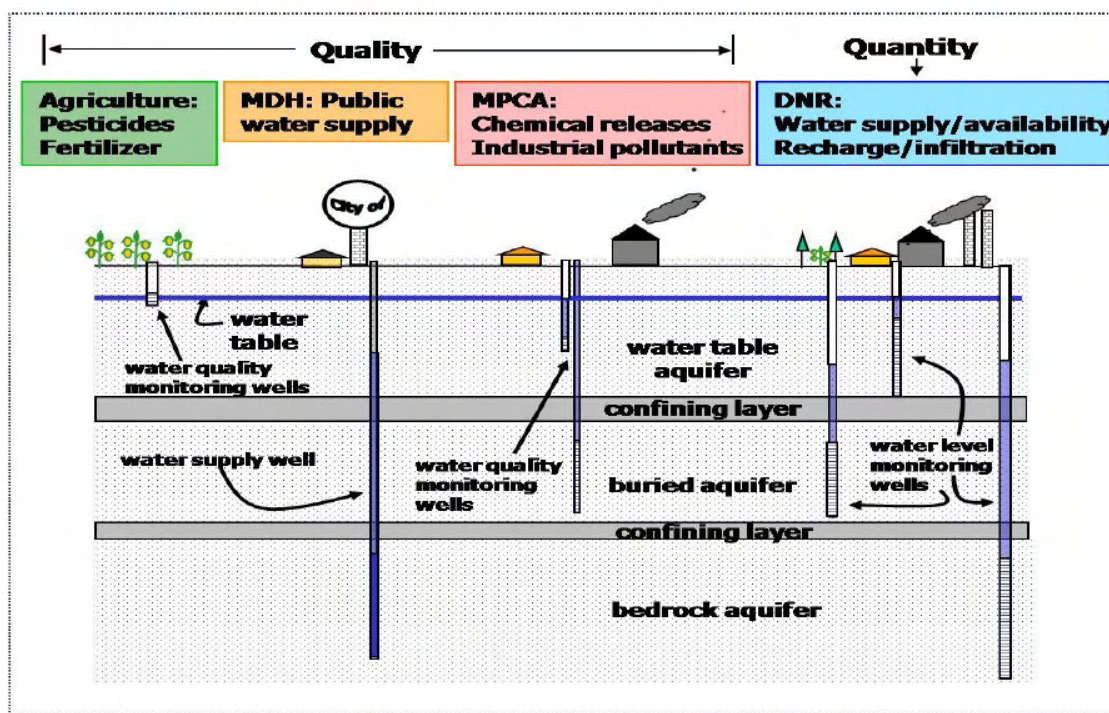 Quality
Quantity
Agriculture:
Pesticides
Fertilizer
MDH: Public
water supply
MPCA:
Chemical releases
Industrial pollutants
DNR:
Water supply/availability
Recharge/infiltration
City of
water
table
water quality
monitoring wells
water table
aquifer
confining layer
water supply well
water quality
monitoring
wells
buried aquifer
water level
monitoring
wells
confining layer
bedrock aquifer